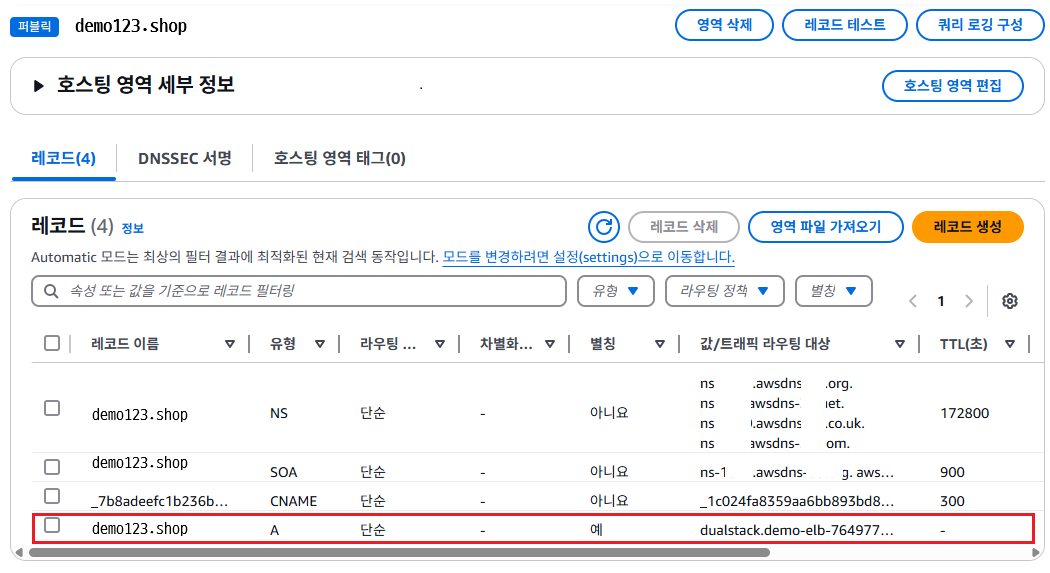 퍼블릭 demo123.shop 영역 삭제 레코드 테스트 쿼리 로깅 구성
호스팅 영역 세부 정보 호스팅 영역 편집
레코드(4) DNSSEC 서명 호스팅 영역 태그(0)
레코드 (4) 정보 레코드 삭제 영역 파일 가져오기 레코드 생성
Automatic 모드는 최상의 필터 결과에 최적화된 현재 검색 동작입니다. 모드를 변경하려면 설정(settings)으로 이동합니다.
속성 또는 값을 기준으로 레코드 필터링 유형 라우팅 정책 별칭 1
레코드 이름 유형 라우팅 ... 차별화... 별칭 값/트래픽 라우팅 대상 TTL(초)
ns .awsdns .org.
ns awsdns- et.
demo123.shop NS 단순 - 아니요 172800
ns .awsdns .co.uk.
ns awsdns- om.
demo123.shop SOA 단순 - 아니요 ns-1 .awsdns- g. aws... 900
_7b8adeefc1b236b... CNAME 단순 - 아니요 _1c024fa8359aa6bb893bd8... 300
demo123.shop A 단순 - 예 dualstack.demo-elb-764977... -